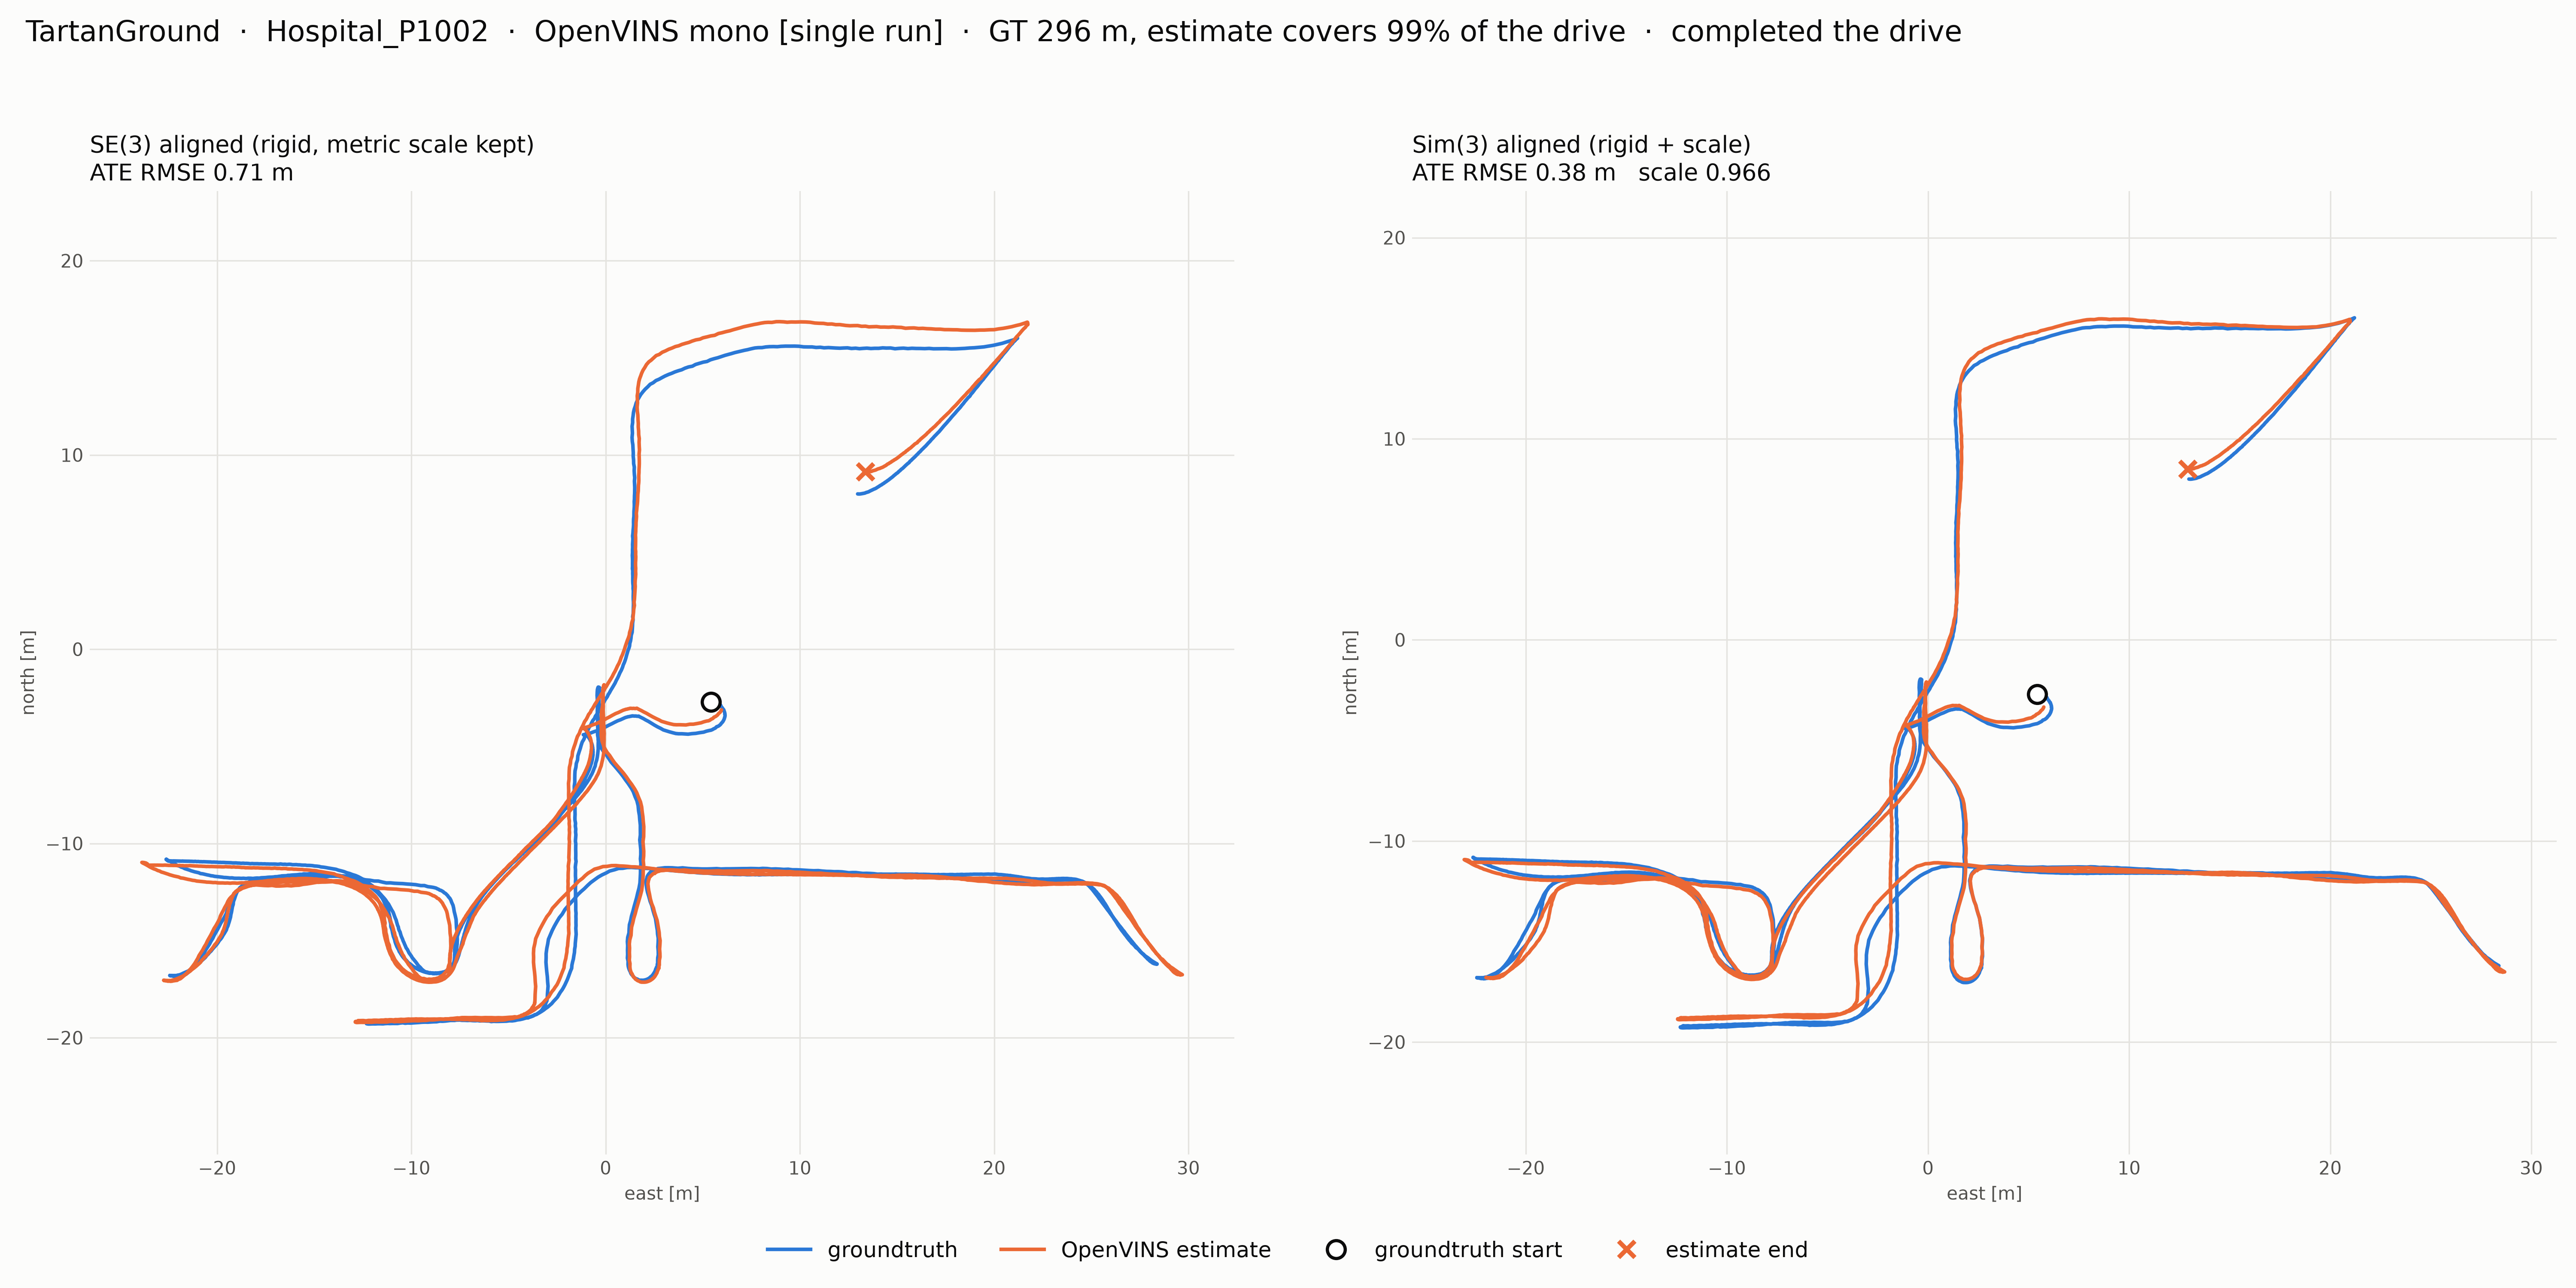 TartanGround · Hospital_P1002 · OpenVINS mono [single run] · GT 296 m, estimate covers 99% of the drive · completed the drive
SE(3) aligned (rigid, metric scale kept)
ATE RMSE 0.71 m
20
10
0
−10
−20
north [m]
−20
−10
0
10
20
30
east [m]
Sim(3) aligned (rigid + scale)
ATE RMSE 0.38 m   scale 0.966
20
10
0
−10
−20
north [m]
−20
−10
0
10
20
30
east [m]
groundtruth
OpenVINS estimate
groundtruth start
estimate end